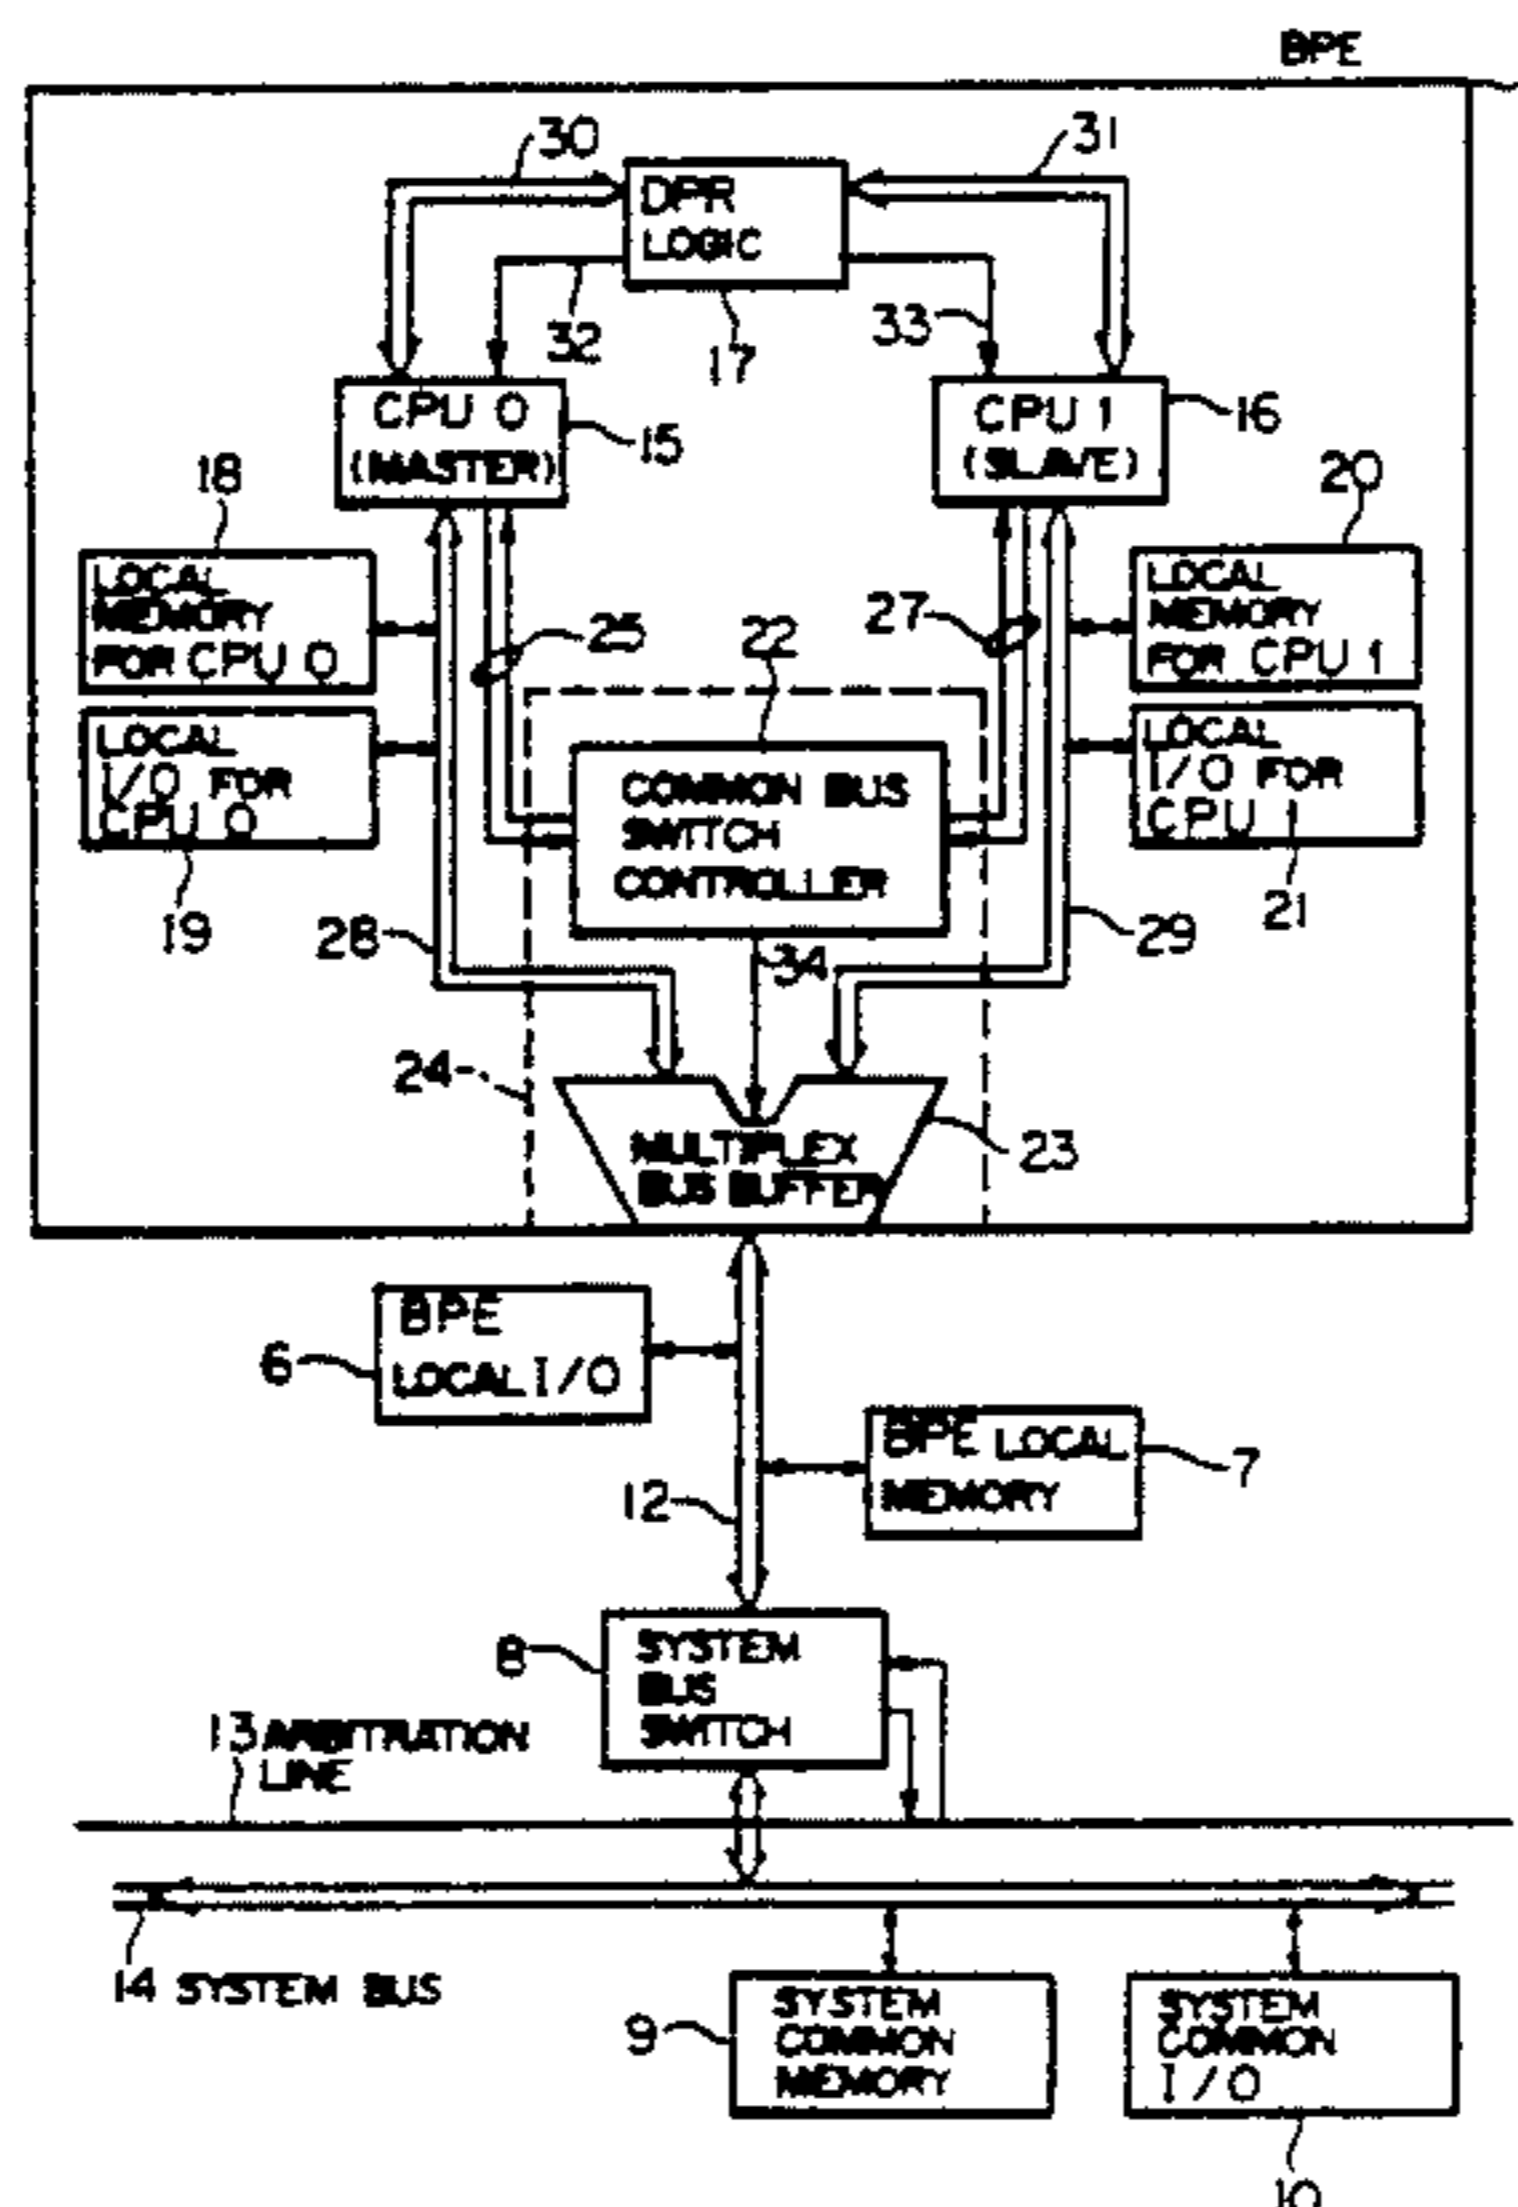 BPE
30
31
DPR
LOGIC
32
33
17
CPU 0
(MASTER)
15
CPU 1
(SLAVE)
16
18
20
LOCAL
MEMORY
FOR CPU 0
25
22
27
LOCAL
MEMORY
FOR CPU 1
LOCAL
I/O FOR
CPU 0
COMMON BUS
SWITCH
CONTROLLER
LOCAL
I/O FOR
CPU
19
28
34
29
21
24
MULTIPLEX
BUS BUFFER
23
BPE
LOCAL I/O
6
BPE LOCAL
MEMORY
7
12
8
SYSTEM
BUS
SWITCH
13 ARBITRATION
LINE
14 SYSTEM BUS
9
SYSTEM
COMMON
MEMORY
SYSTEM
COMMON
I/O
10